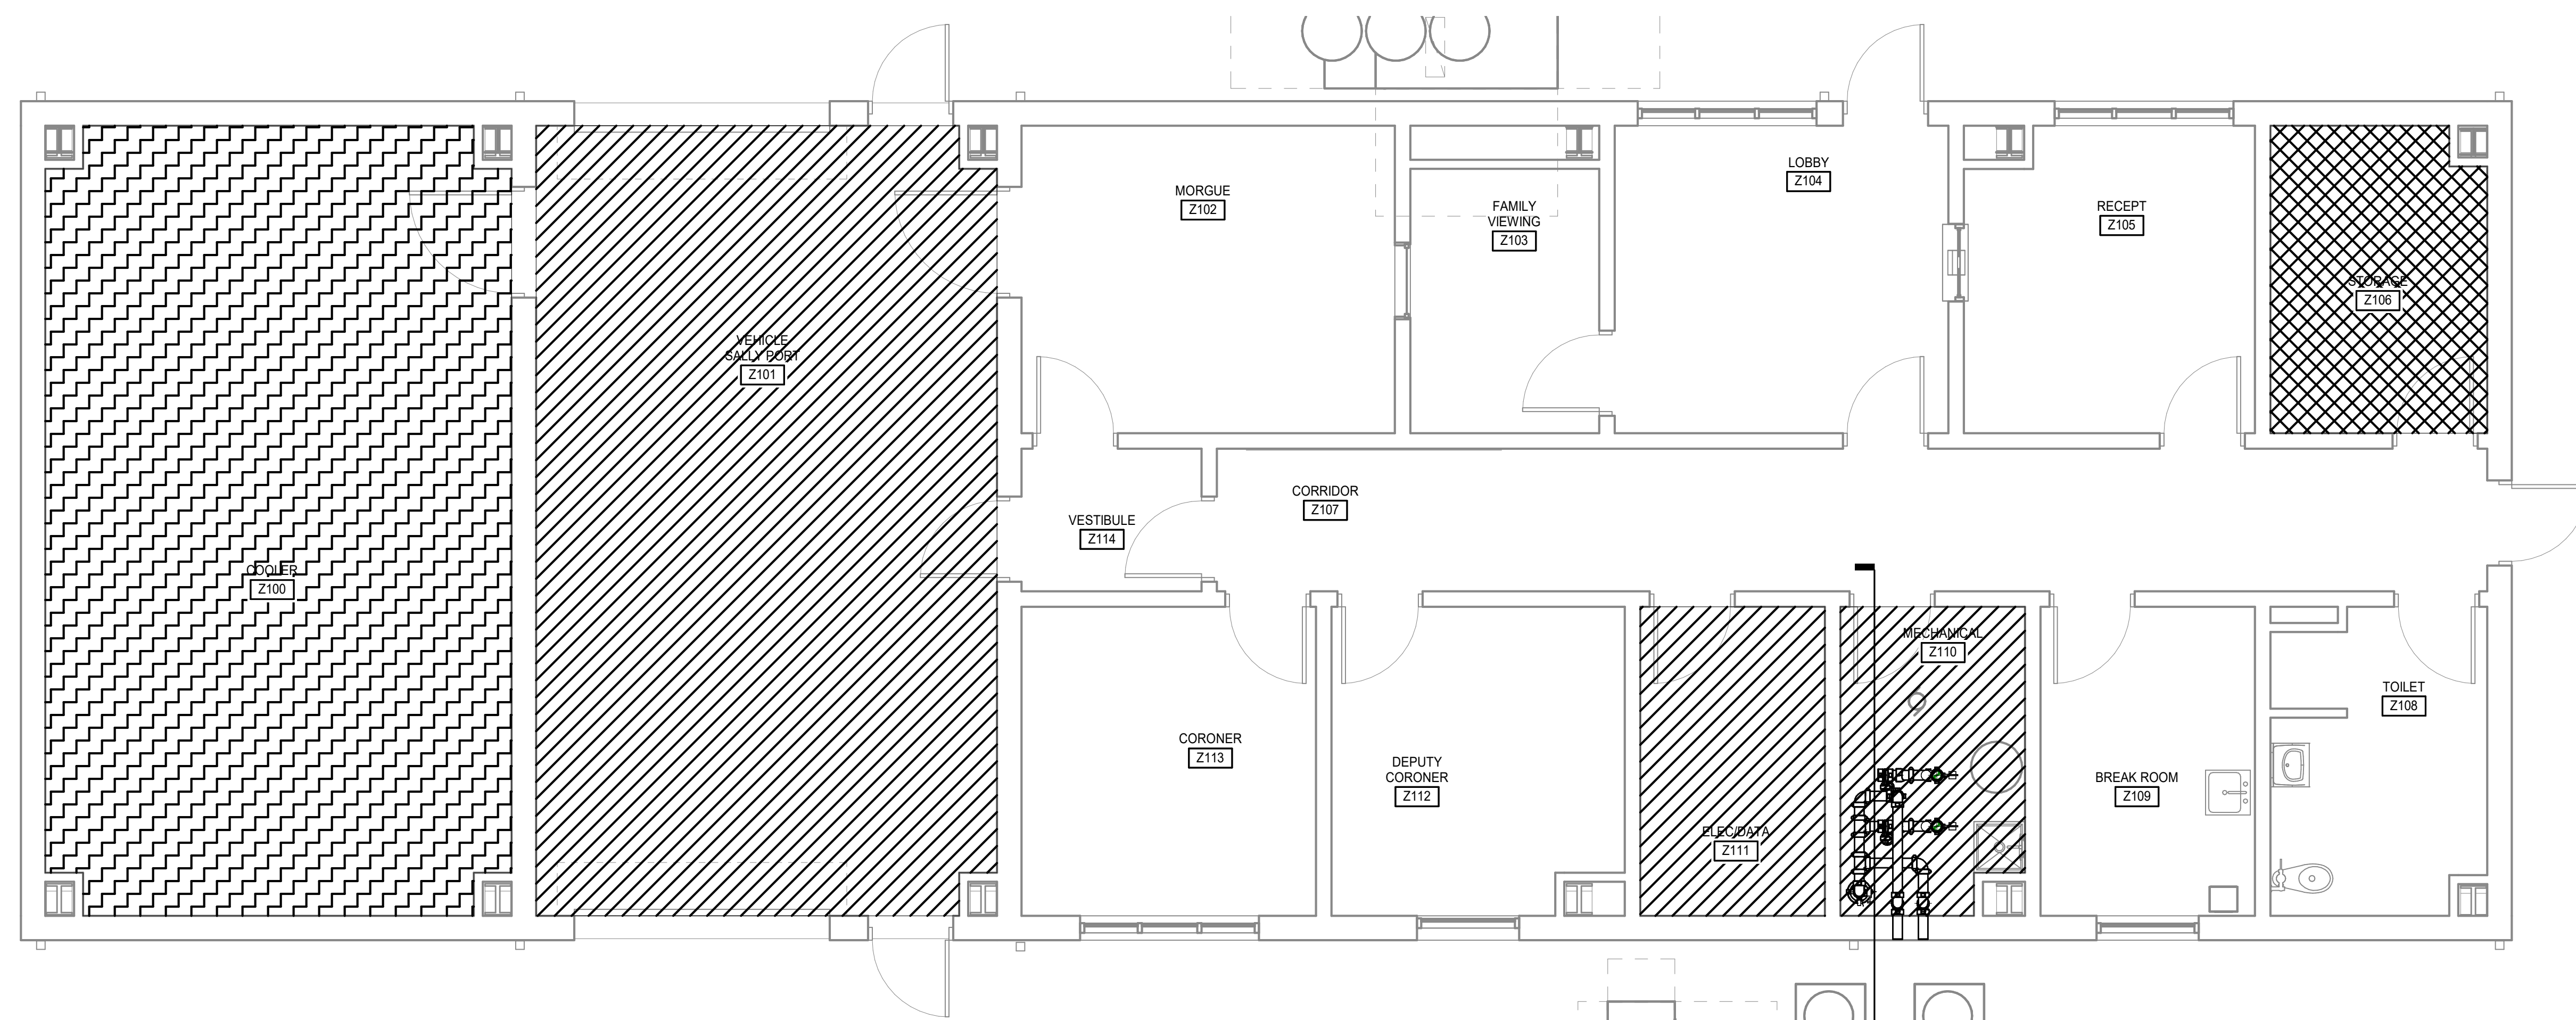 LOBBY
Z104
MORGUE
Z102
FAMILY
VIEWING
Z103
RECEPT
Z105
STORAGE
Z106
VEHICLE
SALLY PORT
Z101
CORRIDOR
Z107
VESTIBULE
Z114
COOLER
Z100
MECHANICAL
Z110
TOILET
Z108
CORONER
Z113
DEPUTY
CORONER
Z112
BREAK ROOM
Z109
ELEC/DATA
Z111